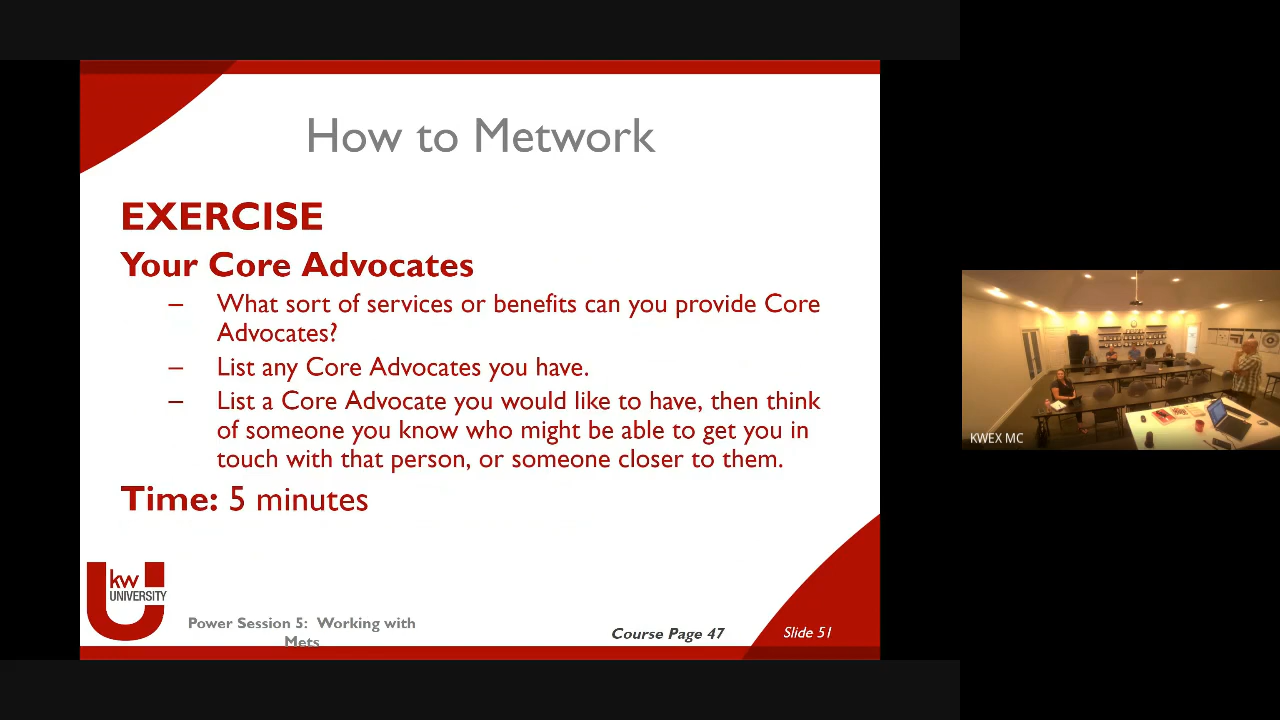 How to Metwork
EXERCISE
Your Core Advocates
– What sort of services or benefits can you provide Core
Advocates?
– List any Core Advocates you have.
– List a Core Advocate you would like to have, then think
of someone you know who might be able to get you in
touch with that person, or someone closer to them.
Time: 5 minutes
kw
UNIVERSITY
Power Session 5: Working with
Mets
Course Page 47
Slide 51
KWEX MC